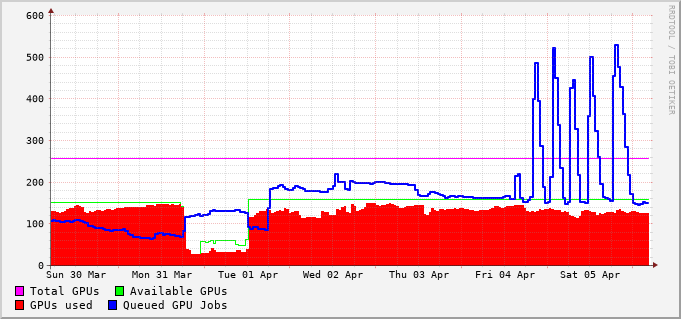 600
500
400
300
200
100
0
Sun 30 Mar Mon 31 Mar Tue 01 Apr Wed 02 Apr Thu 03 Apr Fri 04 Apr Sat 05 Apr
Total GPUs Available GPUs
GPUs used Queued GPU Jobs
RRDTOOL / TOBI OETIKER